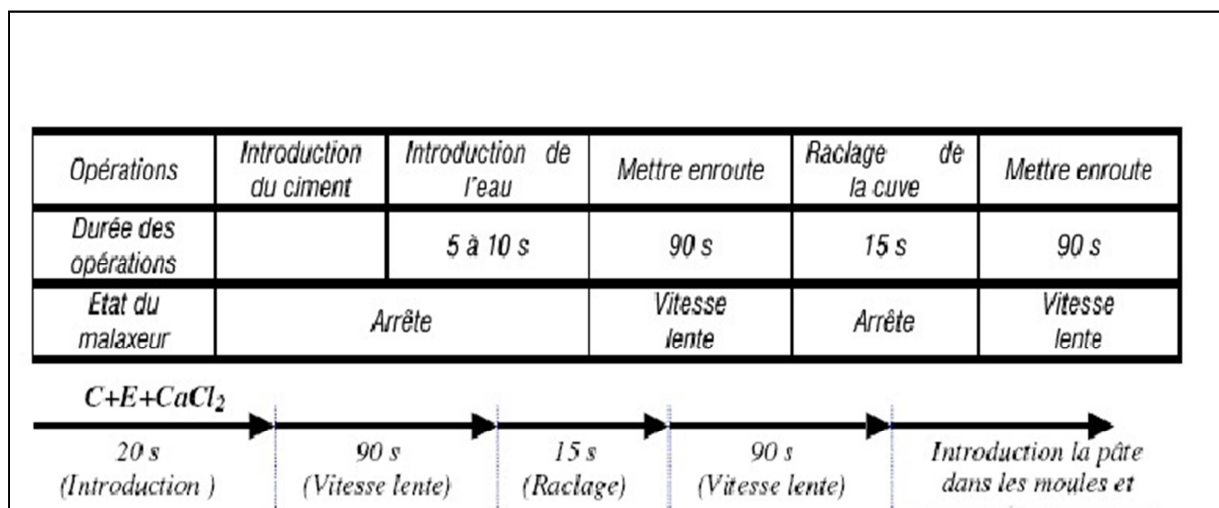 Opérations
Introduction
du ciment
Introduction de
l'eau
Mettre enroute
Raclage de
la cuve
Mettre enroute
Durée des
opérations
5 à 10 s
90 s
15 s
90 s
Etat du
malaxeur
Arrête
Vitesse
lente
Arrête
Vitesse
lente
C+E+CaCl₂
20 s
(Introduction )
90 s
(Vitesse lente)
15 s
(Raclage)
90 s
(Vitesse lente)
Introduction la pâte
dans les moules et